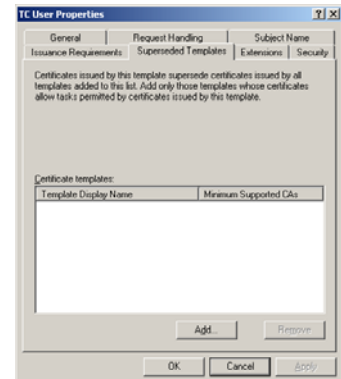 TC User Properties
General
Request Handling
Subject Name
Issuance Requirements
Superseded Templates
Extensions
Security
Certificates issued by this template supersede certificates issued by all
templates added to this list. Add only those templates whose certificates
allow tasks permitted by certificates issued by this template.
Certificate templates:
Template Display Name
Minimum Supported CAs
Add...
Remove
OK
Cancel
Apply